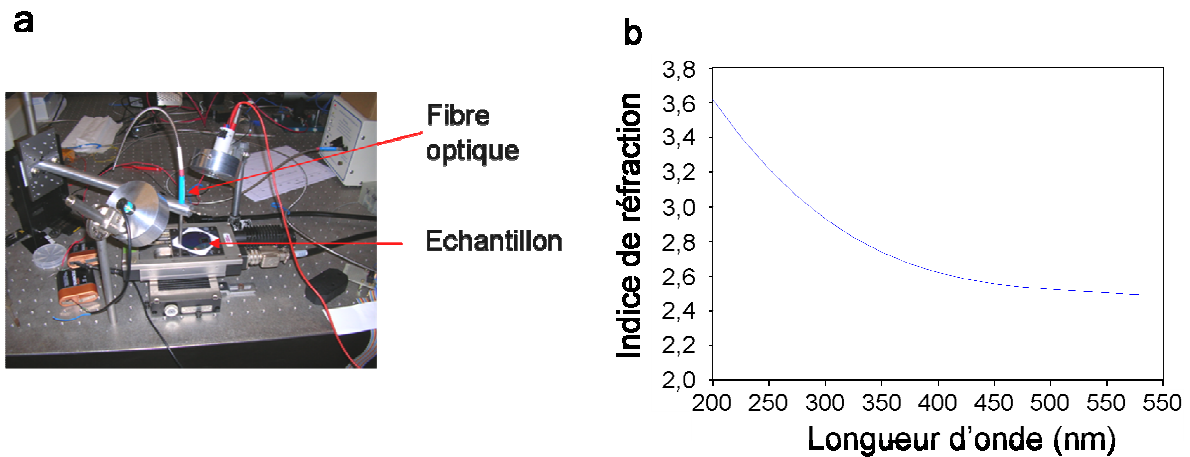 a
Fibre
optique
Echantillon
b
Indice de réfraction
3,8
3,6
3,4
3,2
3,0
2,8
2,6
2,4
2,2
2,0
200 250 300 350 400 450 500 550 550
Longueur d'onde (nm)